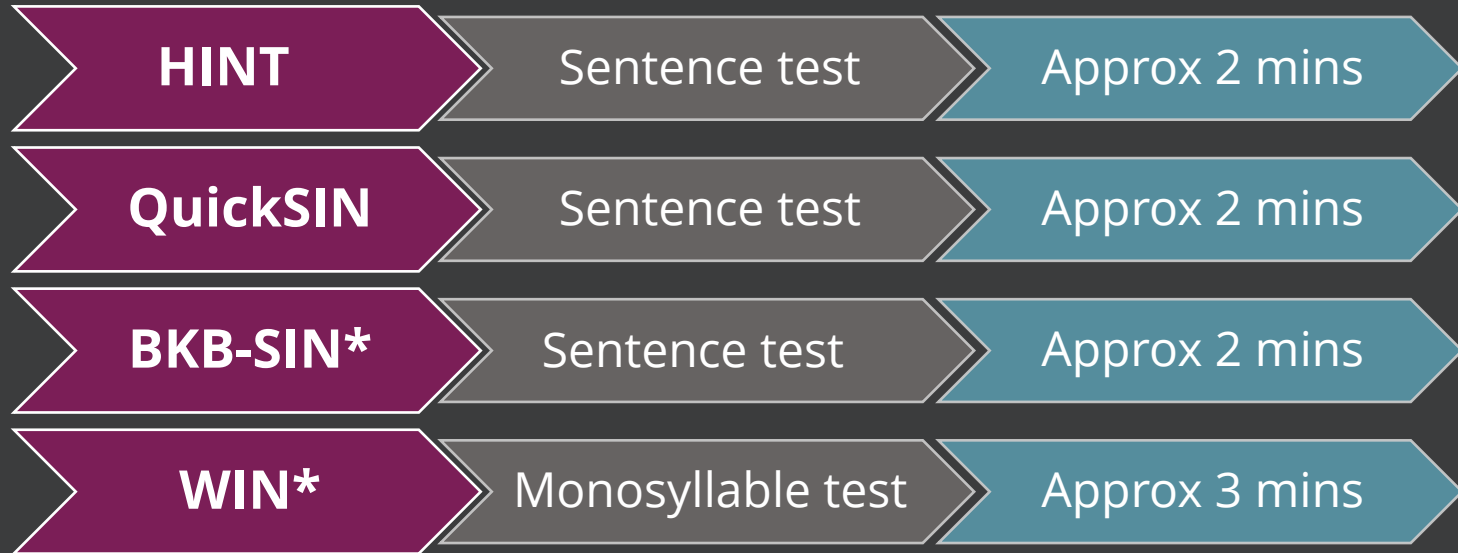 HINT Sentence test Approx 2 mins
QuickSIN Sentence test Approx 2 mins
BKB-SIN* Sentence test Approx 2 mins
WIN* Monosyllable test Approx 3 mins